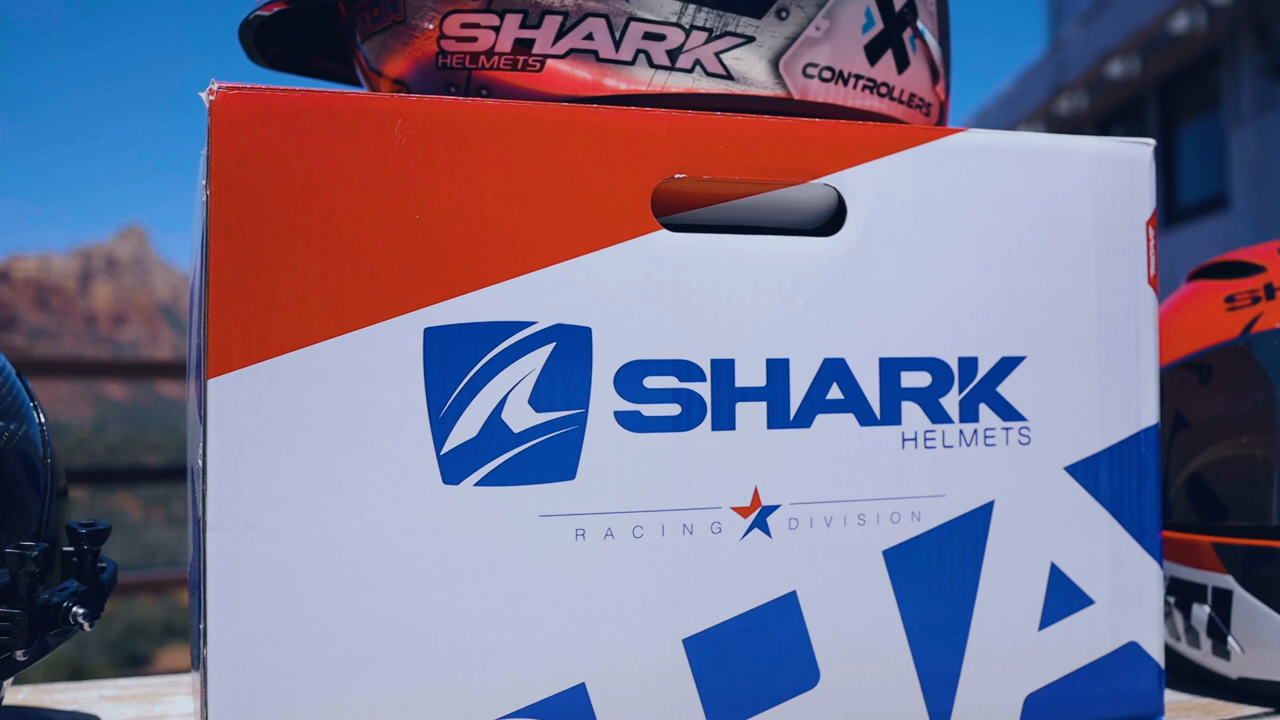 SHARK
HELMETS
CONTROLLERS
SHARK
HELMETS
RACING DIVISION